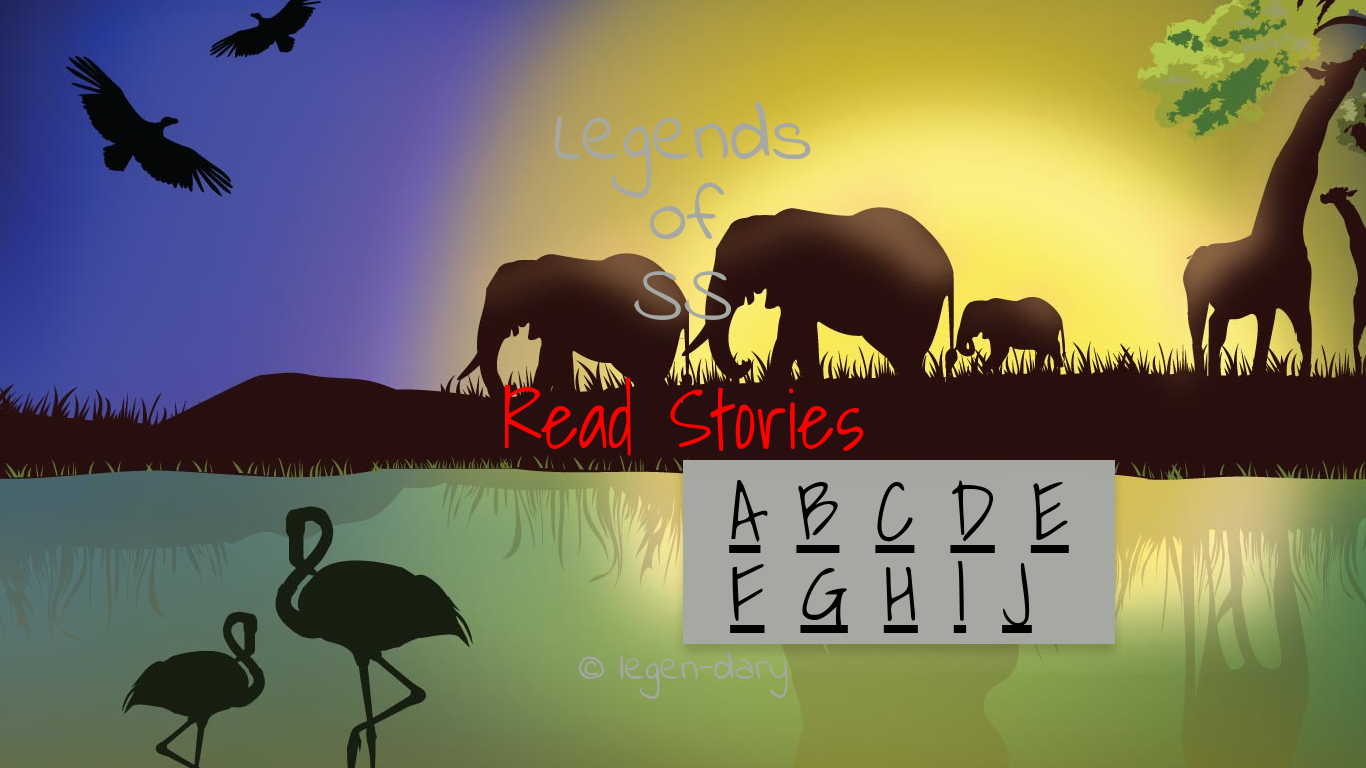 Legends
of
SS
Read Stories
A B C D E
F G H I J
© legen-dary